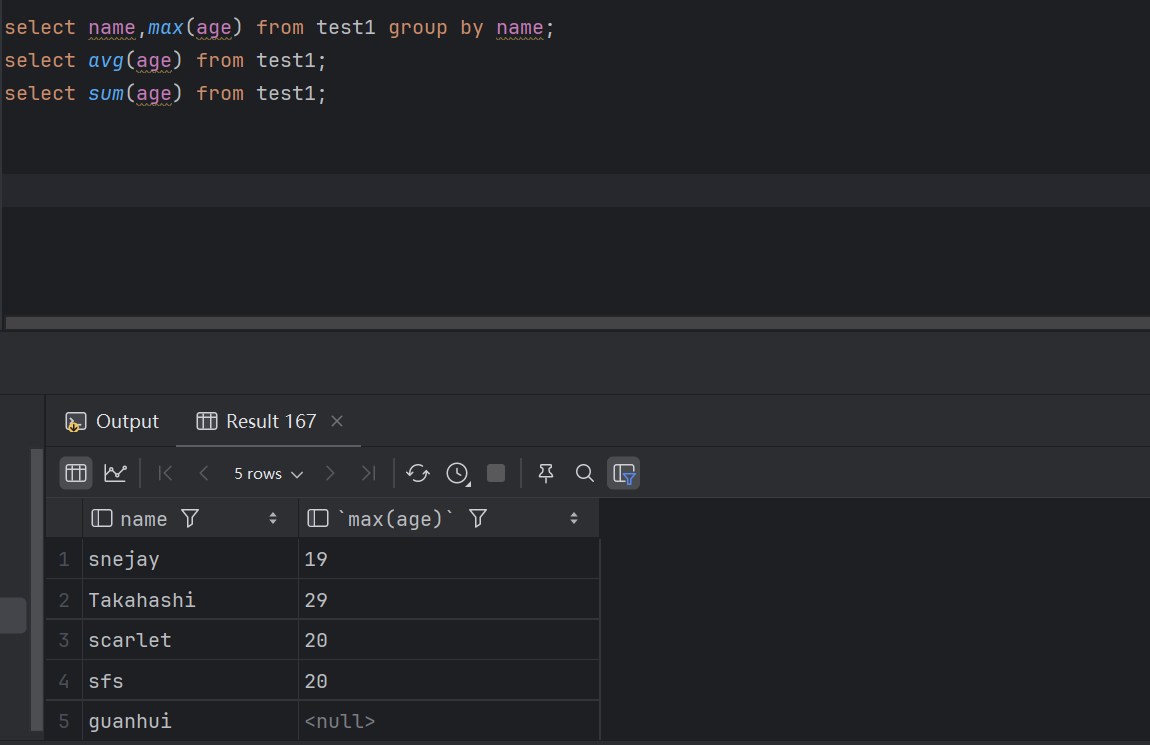 select name,max(age) from test1 group by name;
select avg(age) from test1;
select sum(age) from test1;
Output Result 167
5 rows
name `max(age)`
1 snejay 19
2 Takahashi 29
3 scarlet 20
4 sfs 20
5 guanhui <null>